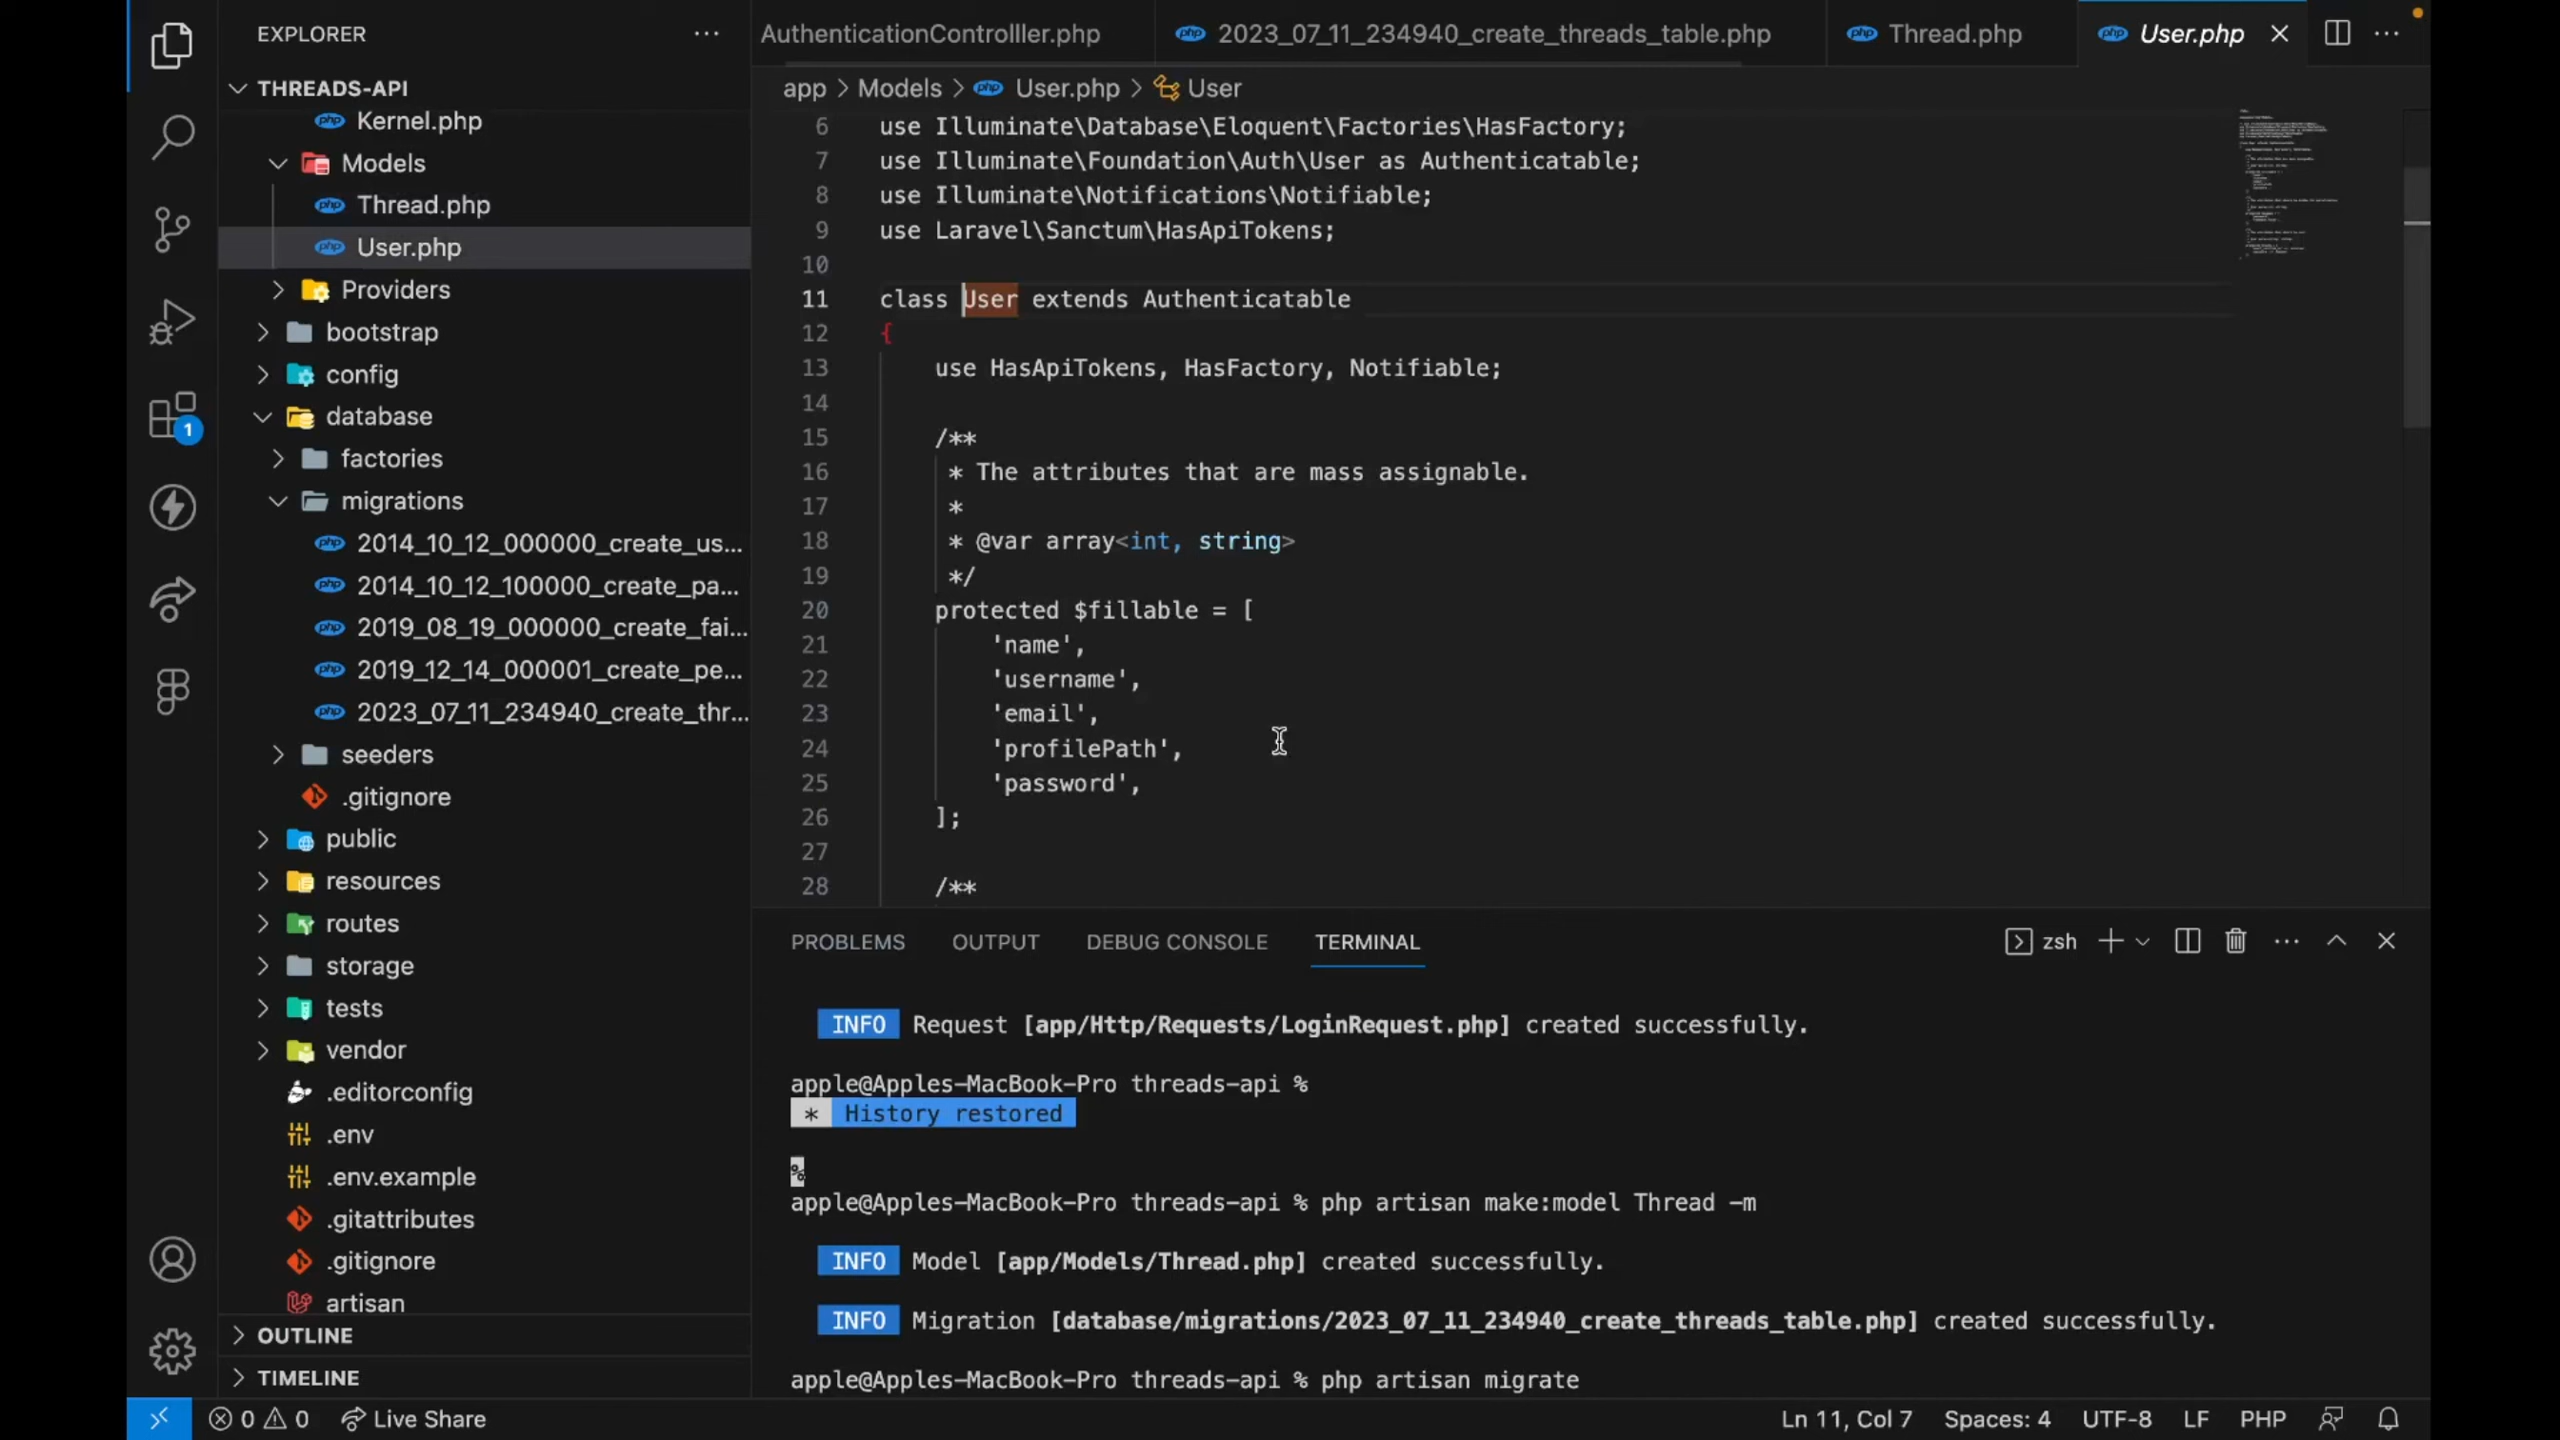 EXPLORER
THREADS-API
Kernel.php
Models
Thread.php
User.php
Providers
bootstrap
config
database
factories
migrations
2014_10_12_000000_create_us...
2014_10_12_100000_create_pa...
2019_08_19_000000_create_fai...
2019_12_14_000001_create_pe...
2023_07_11_234940_create_thr...
seeders
.gitignore
public
resources
routes
storage
tests
vendor
.editorconfig
.env
.env.example
.gitattributes
.gitignore
artisan
OUTLINE
TIMELINE
1
AuthenticationControlller.php
2023_07_11_234940_create_threads_table.php
Thread.php
User.php
app > Models > User.php > User
6 use Illuminate\Database\Eloquent\Factories\HasFactory;
7 use Illuminate\Foundation\Auth\User as Authenticatable;
8 use Illuminate\Notifications\Notifiable;
9 use Laravel\Sanctum\HasApiTokens;
10
11 class User extends Authenticatable
12 {
13 use HasApiTokens, HasFactory, Notifiable;
14
15 /**
16 * The attributes that are mass assignable.
17 *
18 * @var array<int, string>
19 */
20 protected $fillable = [
21 'name',
22 'username',
23 'email',
24 'profilePath',
25 'password',
26 ];
27
28 /**
PROBLEMS OUTPUT DEBUG CONSOLE TERMINAL
zsh
INFO Request [app/Http/Requests/LoginRequest.php] created successfully.
apple@Apples-MacBook-Pro threads-api %
* History restored
%
apple@Apples-MacBook-Pro threads-api % php artisan make:model Thread -m
INFO Model [app/Models/Thread.php] created successfully.
INFO Migration [database/migrations/2023_07_11_234940_create_threads_table.php] created successfully.
apple@Apples-MacBook-Pro threads-api % php artisan migrate
0 0 Live Share
Ln 11, Col 7 Spaces: 4 UTF-8 LF PHP